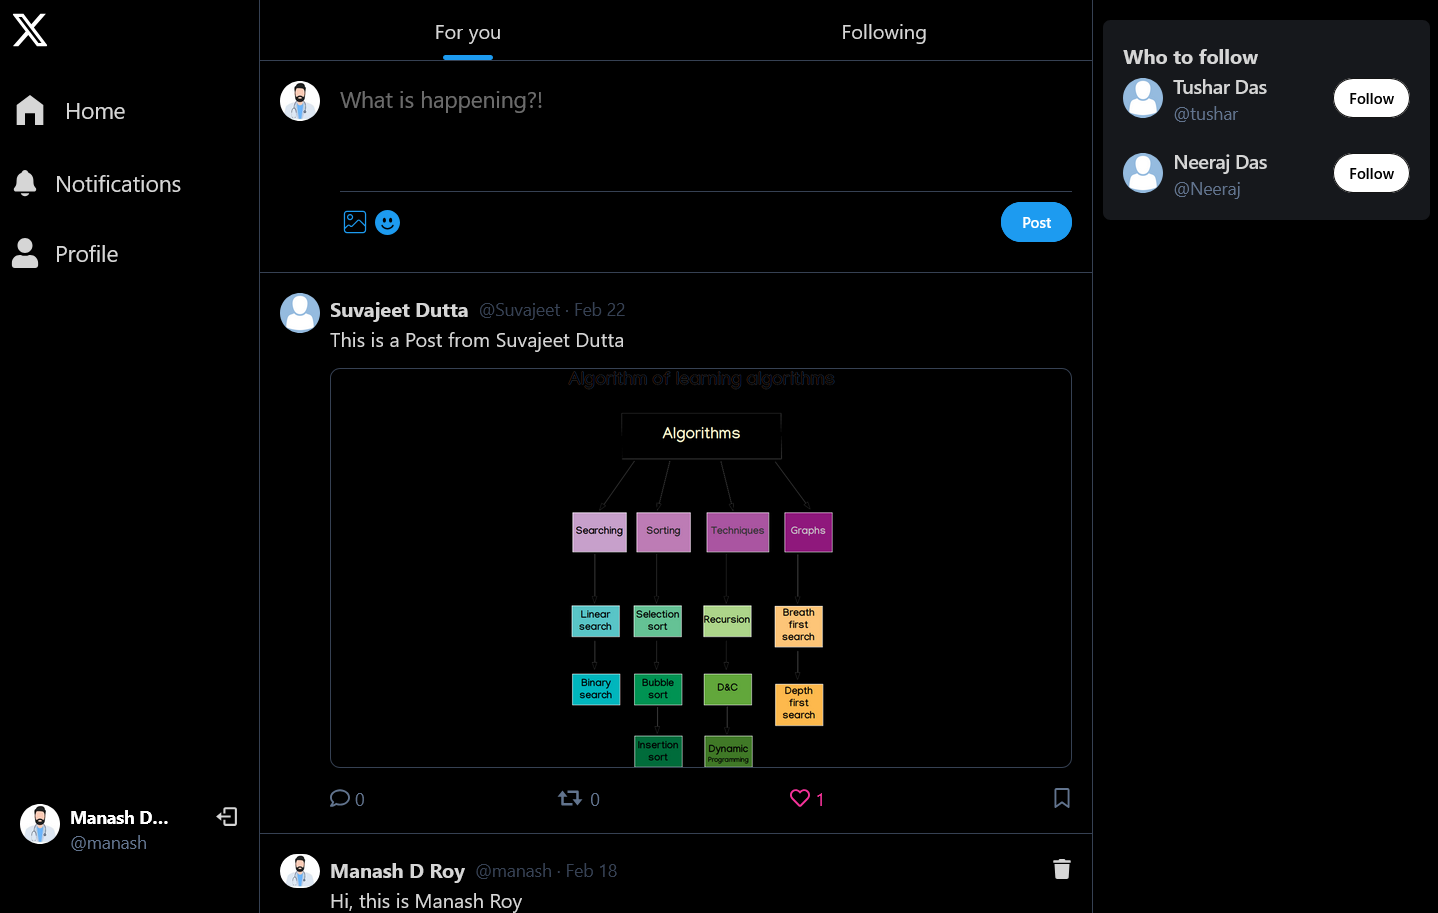 Home
Notifications
Profile
Manash D...
@manash
For you
Following
What is happening?!
Post
Suvajeet Dutta @Suvajeet · Feb 22
This is a Post from Suvajeet Dutta
Algorithm of learning algorithms
Algorithms
Searching Sorting Techniques Graphs
Linear
search
Selection
sort
Recursion
Breath
first
search
Binary
search
Bubble
sort
D&C
Depth
first
search
Insertion
sort
Dynamic
Programming
0 0 1
Manash D Roy @manash · Feb 18
Hi, this is Manash Roy
Who to follow
Tushar Das
@tushar
Follow
Neeraj Das
@Neeraj
Follow